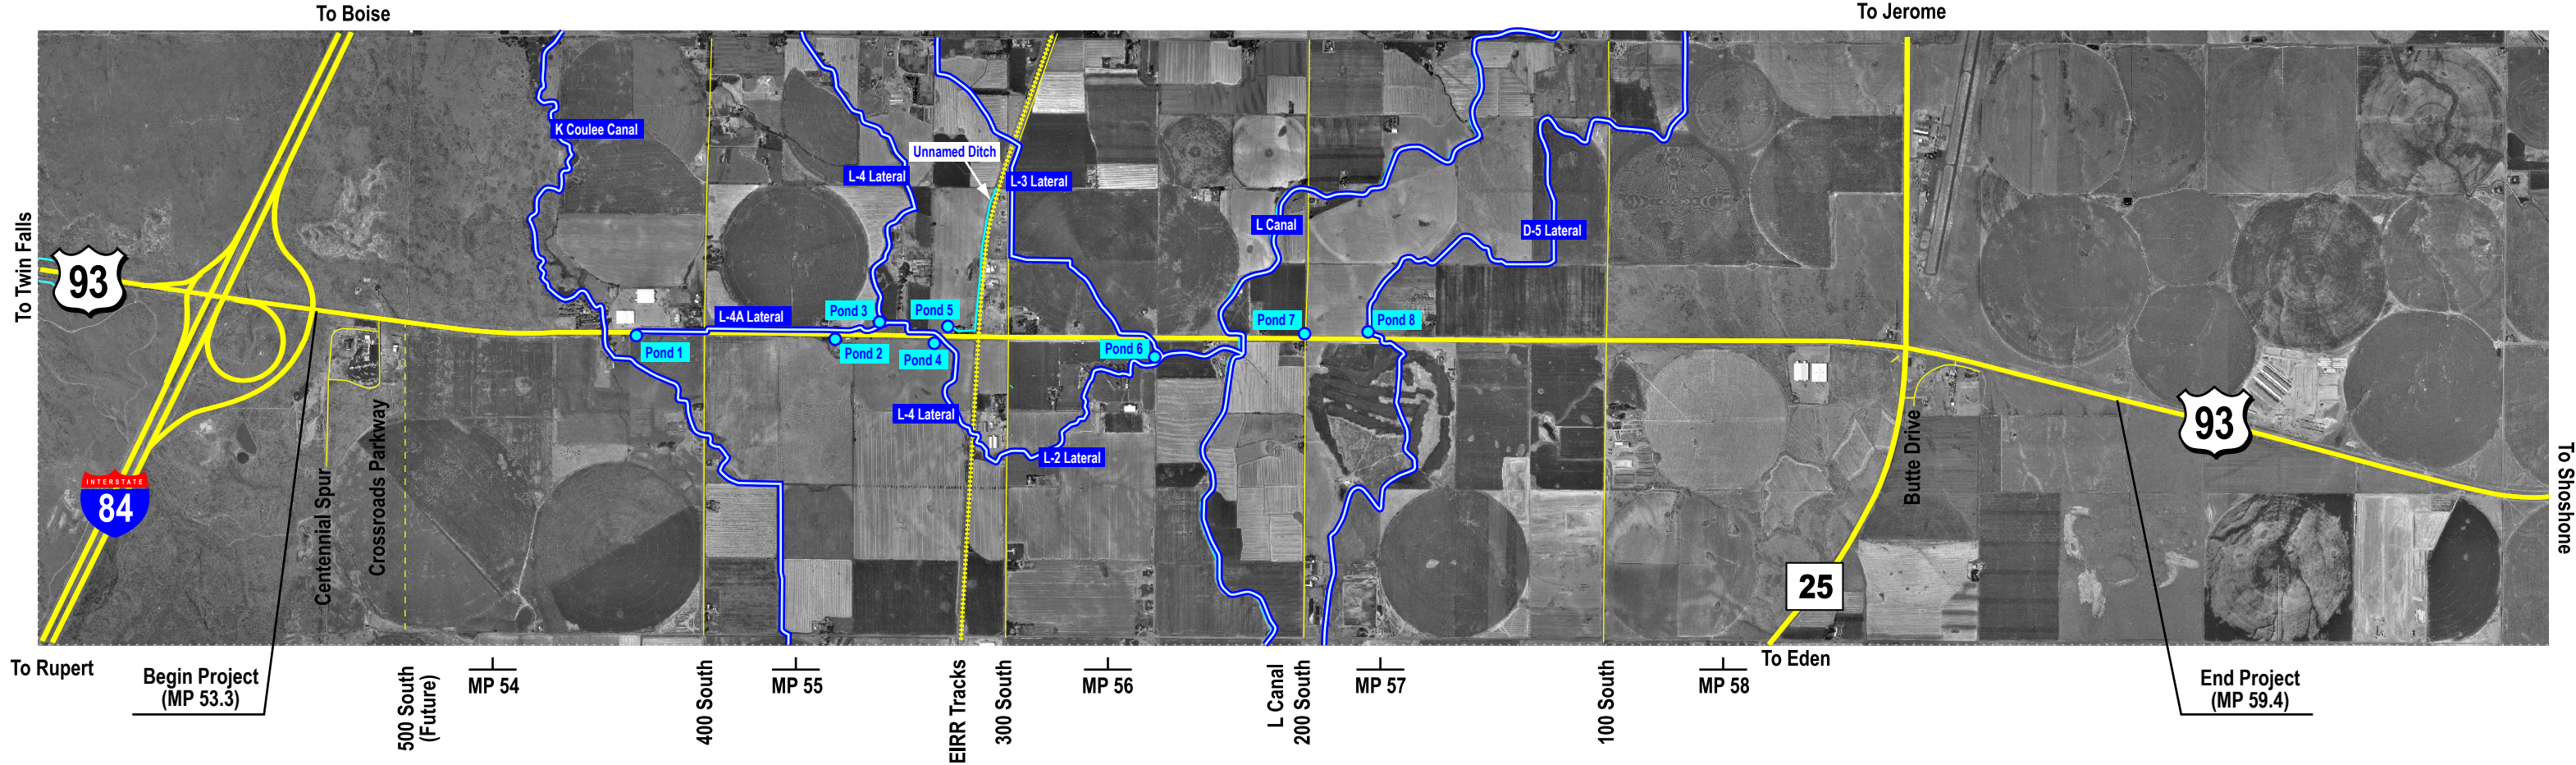 To Boise
To Jerome
K Coulee Canal
Unnamed Ditch
L-4 Lateral
L-3 Lateral
L Canal
D-5 Lateral
To Twin Falls
93
L-4A Lateral
Pond 3
Pond 5
Pond 7
Pond 8
Pond 1
Pond 2
Pond 4
Pond 6
L-4 Lateral
L-2 Lateral
93
To Shoshone
INTERSTATE
84
Centennial Spur
Crossroads Parkway
Butte Drive
25
To Rupert
To Eden
Begin Project
(MP 53.3)
500 South
(Future)
MP 54
400 South
MP 55
EIRR Tracks
300 South
MP 56
L Canal
200 South
MP 57
100 South
MP 58
End Project
(MP 59.4)